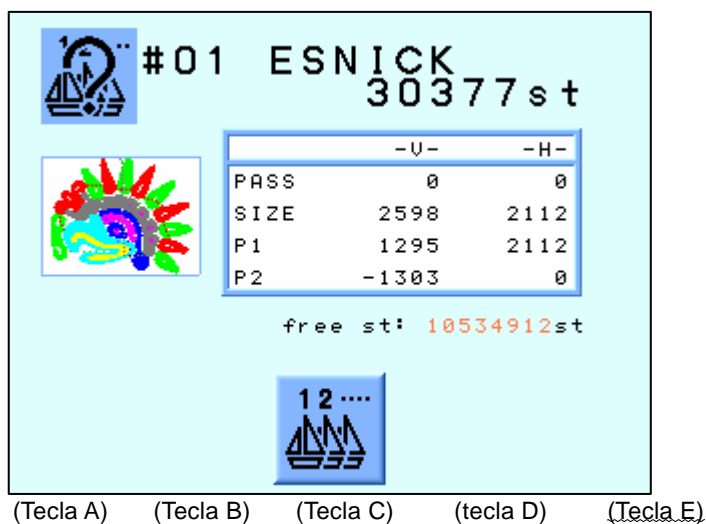 12..
#01 ESNICK
30377st
-V- -H-
PASS 0 0
SIZE 2598 2112
P1 1295 2112
P2 -1303 0
free st: 10534912st
12....
(Tecla A) (Tecla B) (Tecla C) (tecla D) (Tecla E)